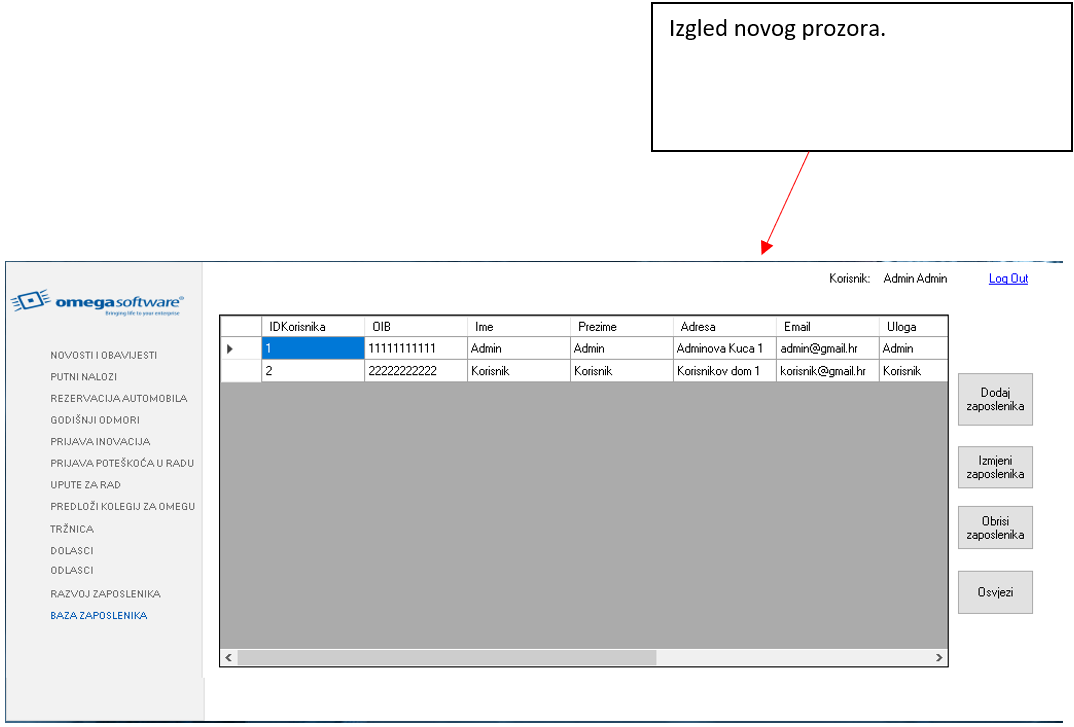 Izgled novog prozora.
Korisnik: Admin Admin Log Out
omegasoftware®
Bringing life to your enterprise
NOVOSTI I OBAVIJESTI
PUTNI NALOZI
REZERVACIJA AUTOMOBILA
GODIŠNJI ODMORI
PRIJAVA INOVACIJA
PRIJAVA POTEŠKOĆA U RADU
UPUTE ZA RAD
PREDLOŽI KOLEGIJ ZA OMEGU
TRŽNICA
DOLASCI
ODLASCI
RAZVOJ ZAPOSLENIKA
BAZA ZAPOSLENIKA
IDKorisnika OIB Ime Prezime Adresa Email Uloga
1 11111111111 Admin Admin Adminova Kuca 1 admin@gmail.hr Admin
2 22222222222 Korisnik Korisnik Korisnikov dom 1 korisnik@gmail.hr Korisnik
Dodaj
zaposlenika
Izmjeni
zaposlenika
Obrisi
zaposlenika
Osvjezi